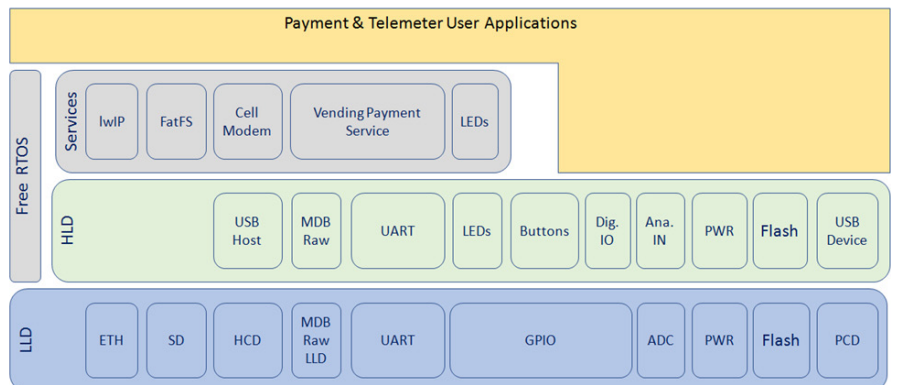 Payment & Telemeter User Applications
Free RTOS
Services
lwIP
FatFS
Cell
Modem
Vending Payment
Service
LEDs
HLD
USB
Host
MDB
Raw
UART
LEDs
Buttons
Dig.
IO
Ana.
IN
PWR
Flash
USB
Device
LLD
ETH
SD
HCD
MDB
Raw
LLD
UART
GPIO
ADC
PWR
Flash
PCD